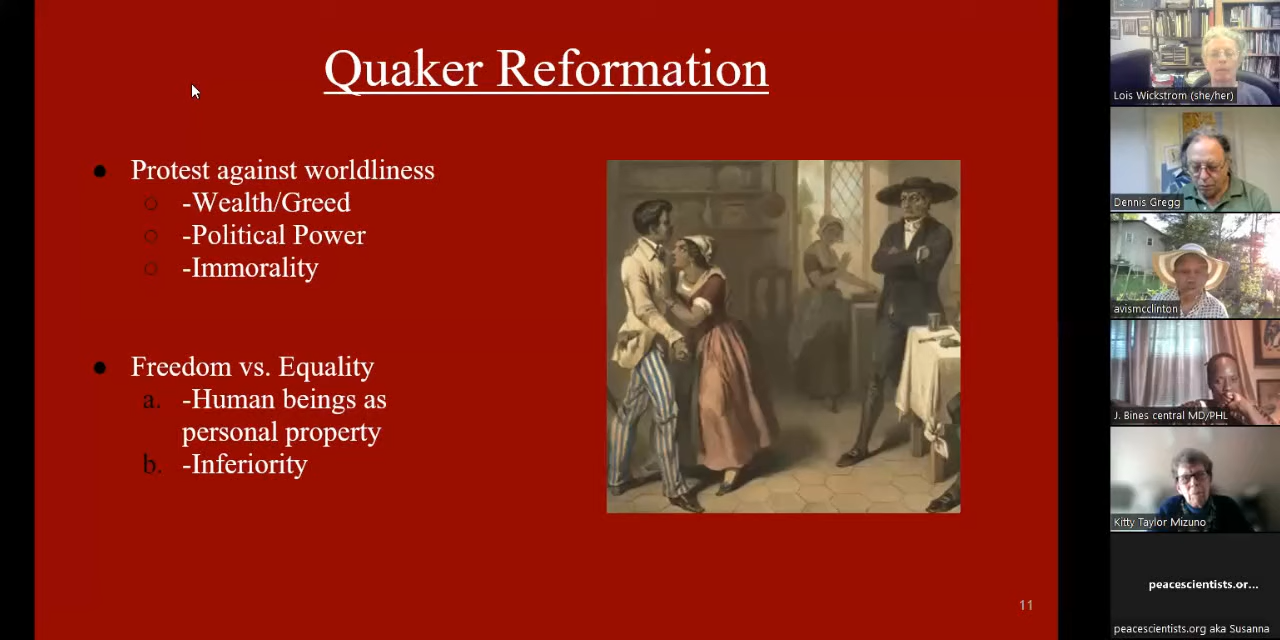 Quaker Reformation
● Protest against worldliness
○ -Wealth/Greed
○ -Political Power
○ -Immorality
● Freedom vs. Equality
a. -Human beings as
personal property
b. -Inferiority
11
Lois Wickstrom (she/her)
Dennis Gregg
avismcclinton
J. Bines central MD/PHL
Kitty Taylor Mizuno
peacescientists.or...
peacescientists.org aka Susanna